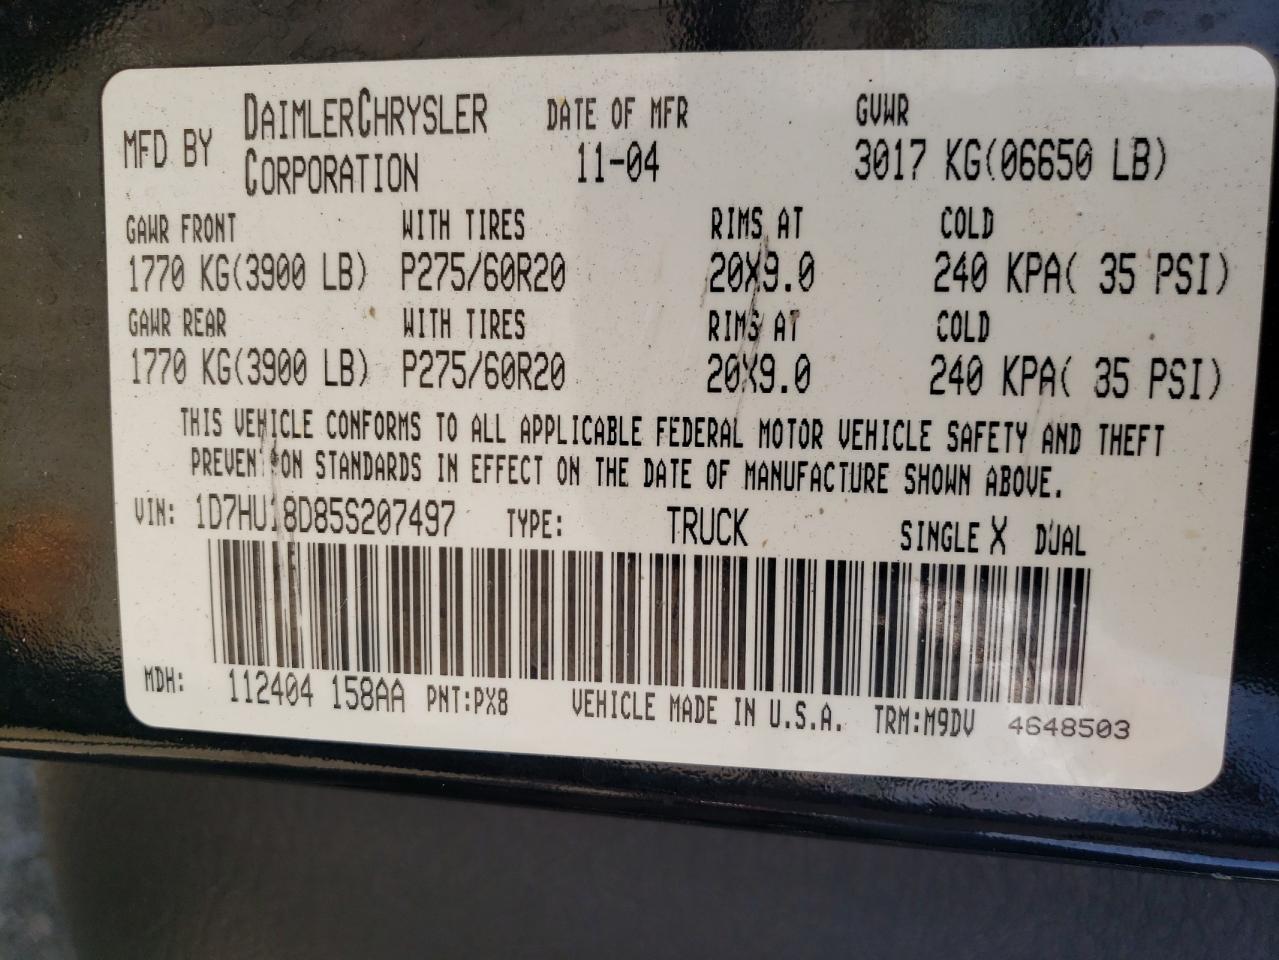 MFD BY DAIMLERCHRYSLER CORPORATION DATE OF MFR 11-04 GVWR 3017 KG(06650 LB)
GAWR FRONT WITH TIRES RIMS AT COLD
1770 KG(3900 LB) P275/60R20 20X9.0 240 KPA( 35 PSI)
GAWR REAR WITH TIRES RIMS AT COLD
1770 KG(3900 LB) P275/60R20 20X9.0 240 KPA( 35 PSI)
THIS VEHICLE CONFORMS TO ALL APPLICABLE FEDERAL MOTOR VEHICLE SAFETY AND THEFT
PREVENTION STANDARDS IN EFFECT ON THE DATE OF MANUFACTURE SHOWN ABOVE.
VIN: 1D7HU18D85S207497 TYPE: TRUCK SINGLE X DUAL
MDH: 112404 158AA PNT:PX8 VEHICLE MADE IN U.S.A. TRM:M9DV 4648503